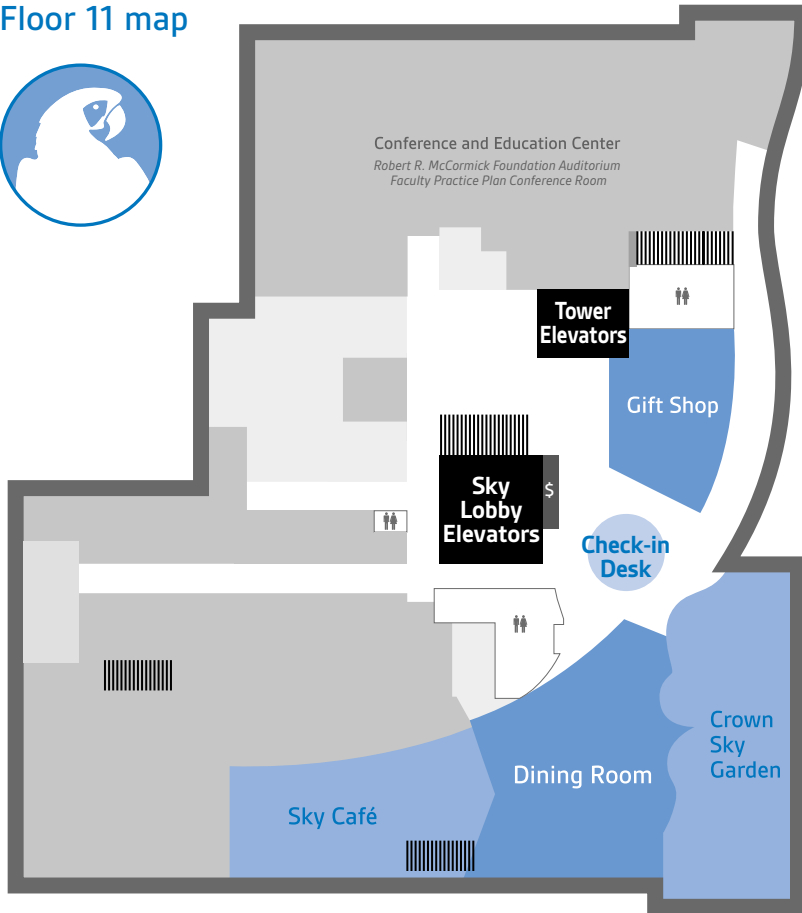 Floor 11 map
Conference and Education Center
Robert R. McCormick Foundation Auditorium
Faculty Practice Plan Conference Room
Tower
Elevators
Gift Shop
Sky
Lobby
Elevators
$
Check-in
Desk
Crown
Sky
Garden
Dining Room
Sky Café